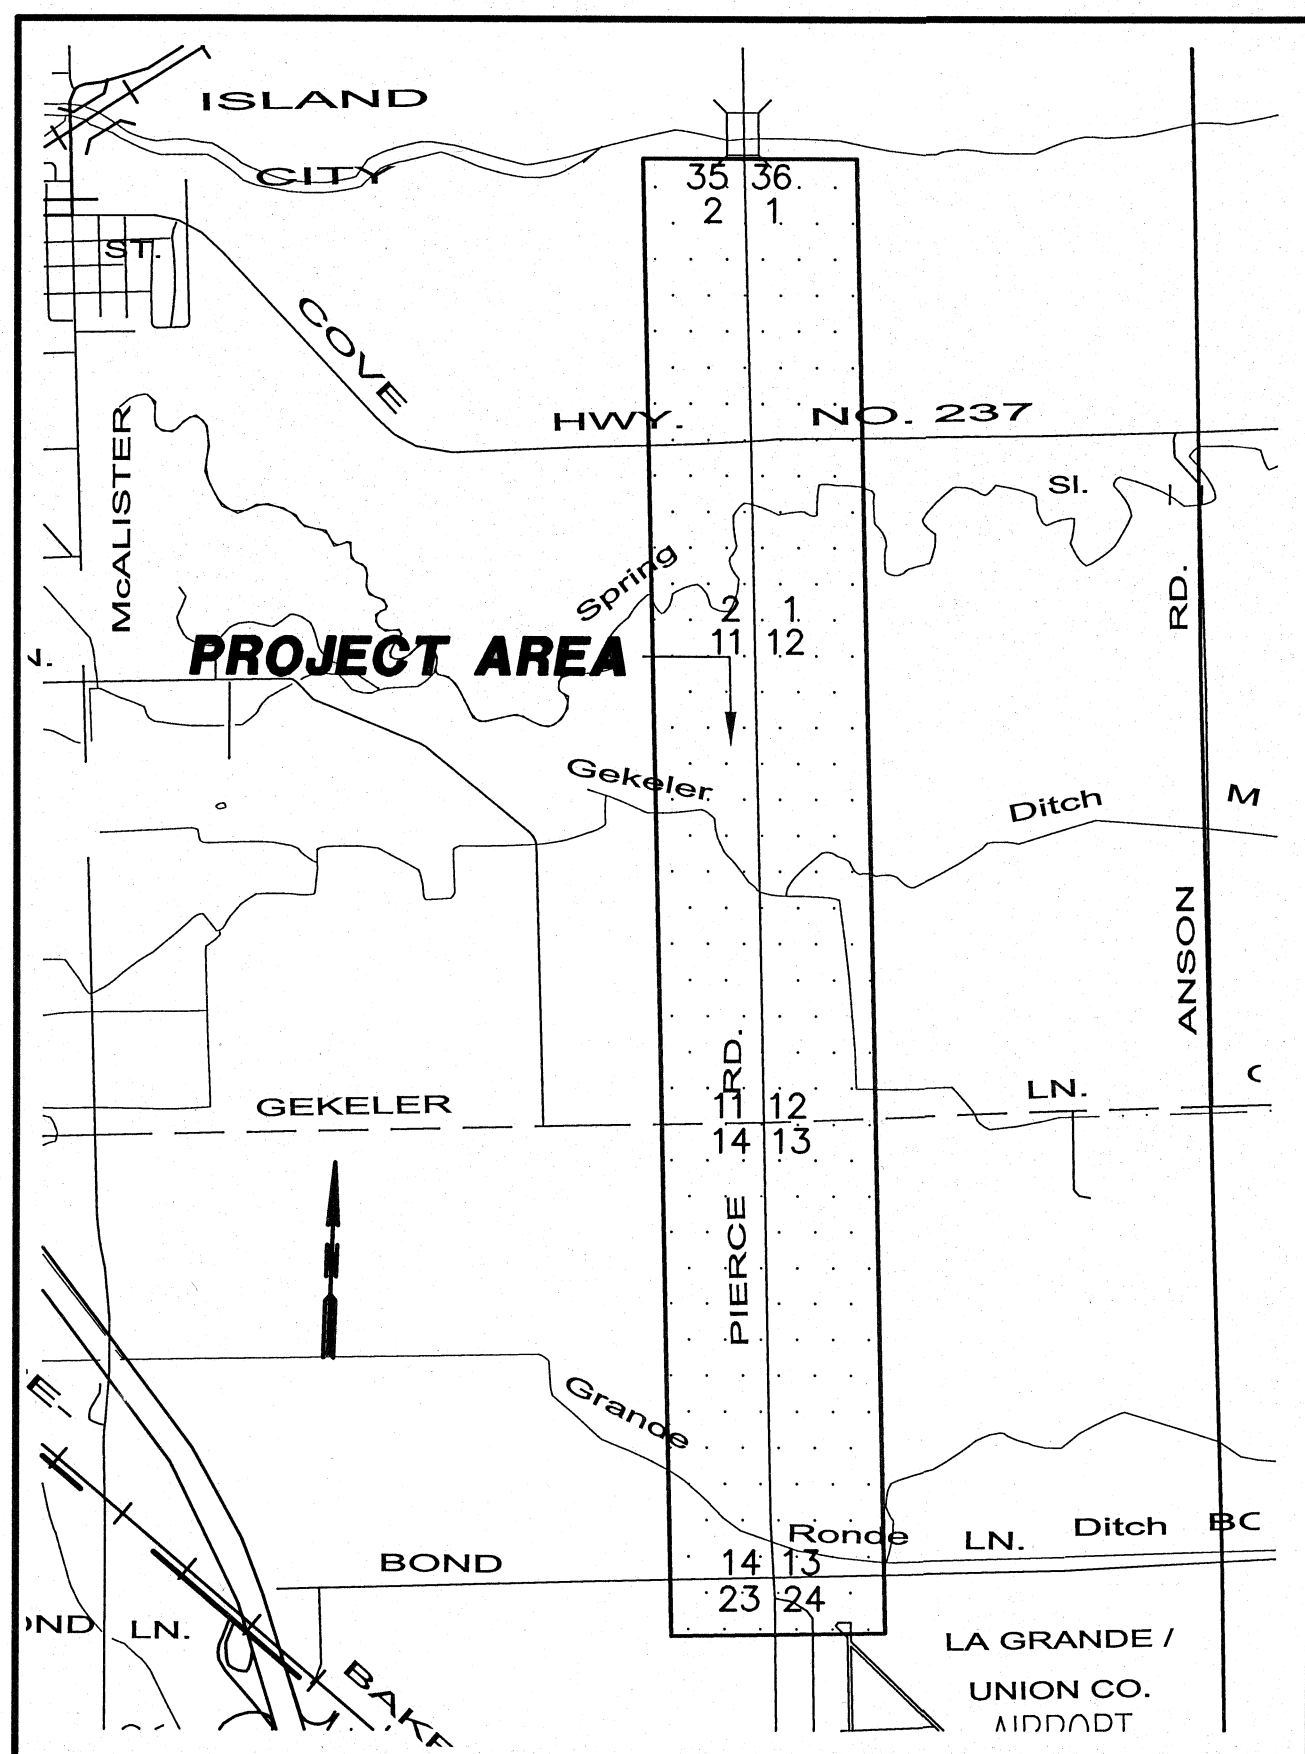 ISLAND
CITY
35 36
2 1
ST.
COVE
HWY. NO. 237
McALISTER
Sl.
Spring
RD.
2 1
11 12
PROJECT AREA
Gekeler
Ditch
M
ANSON
RD.
LN.
GEKELER
11 12
14 13
PIERCE
Grande
Ronde
LN.
Ditch
BOND
14 13
23 24
LN.
LA GRANDE /
UNION CO.
AIRPORT